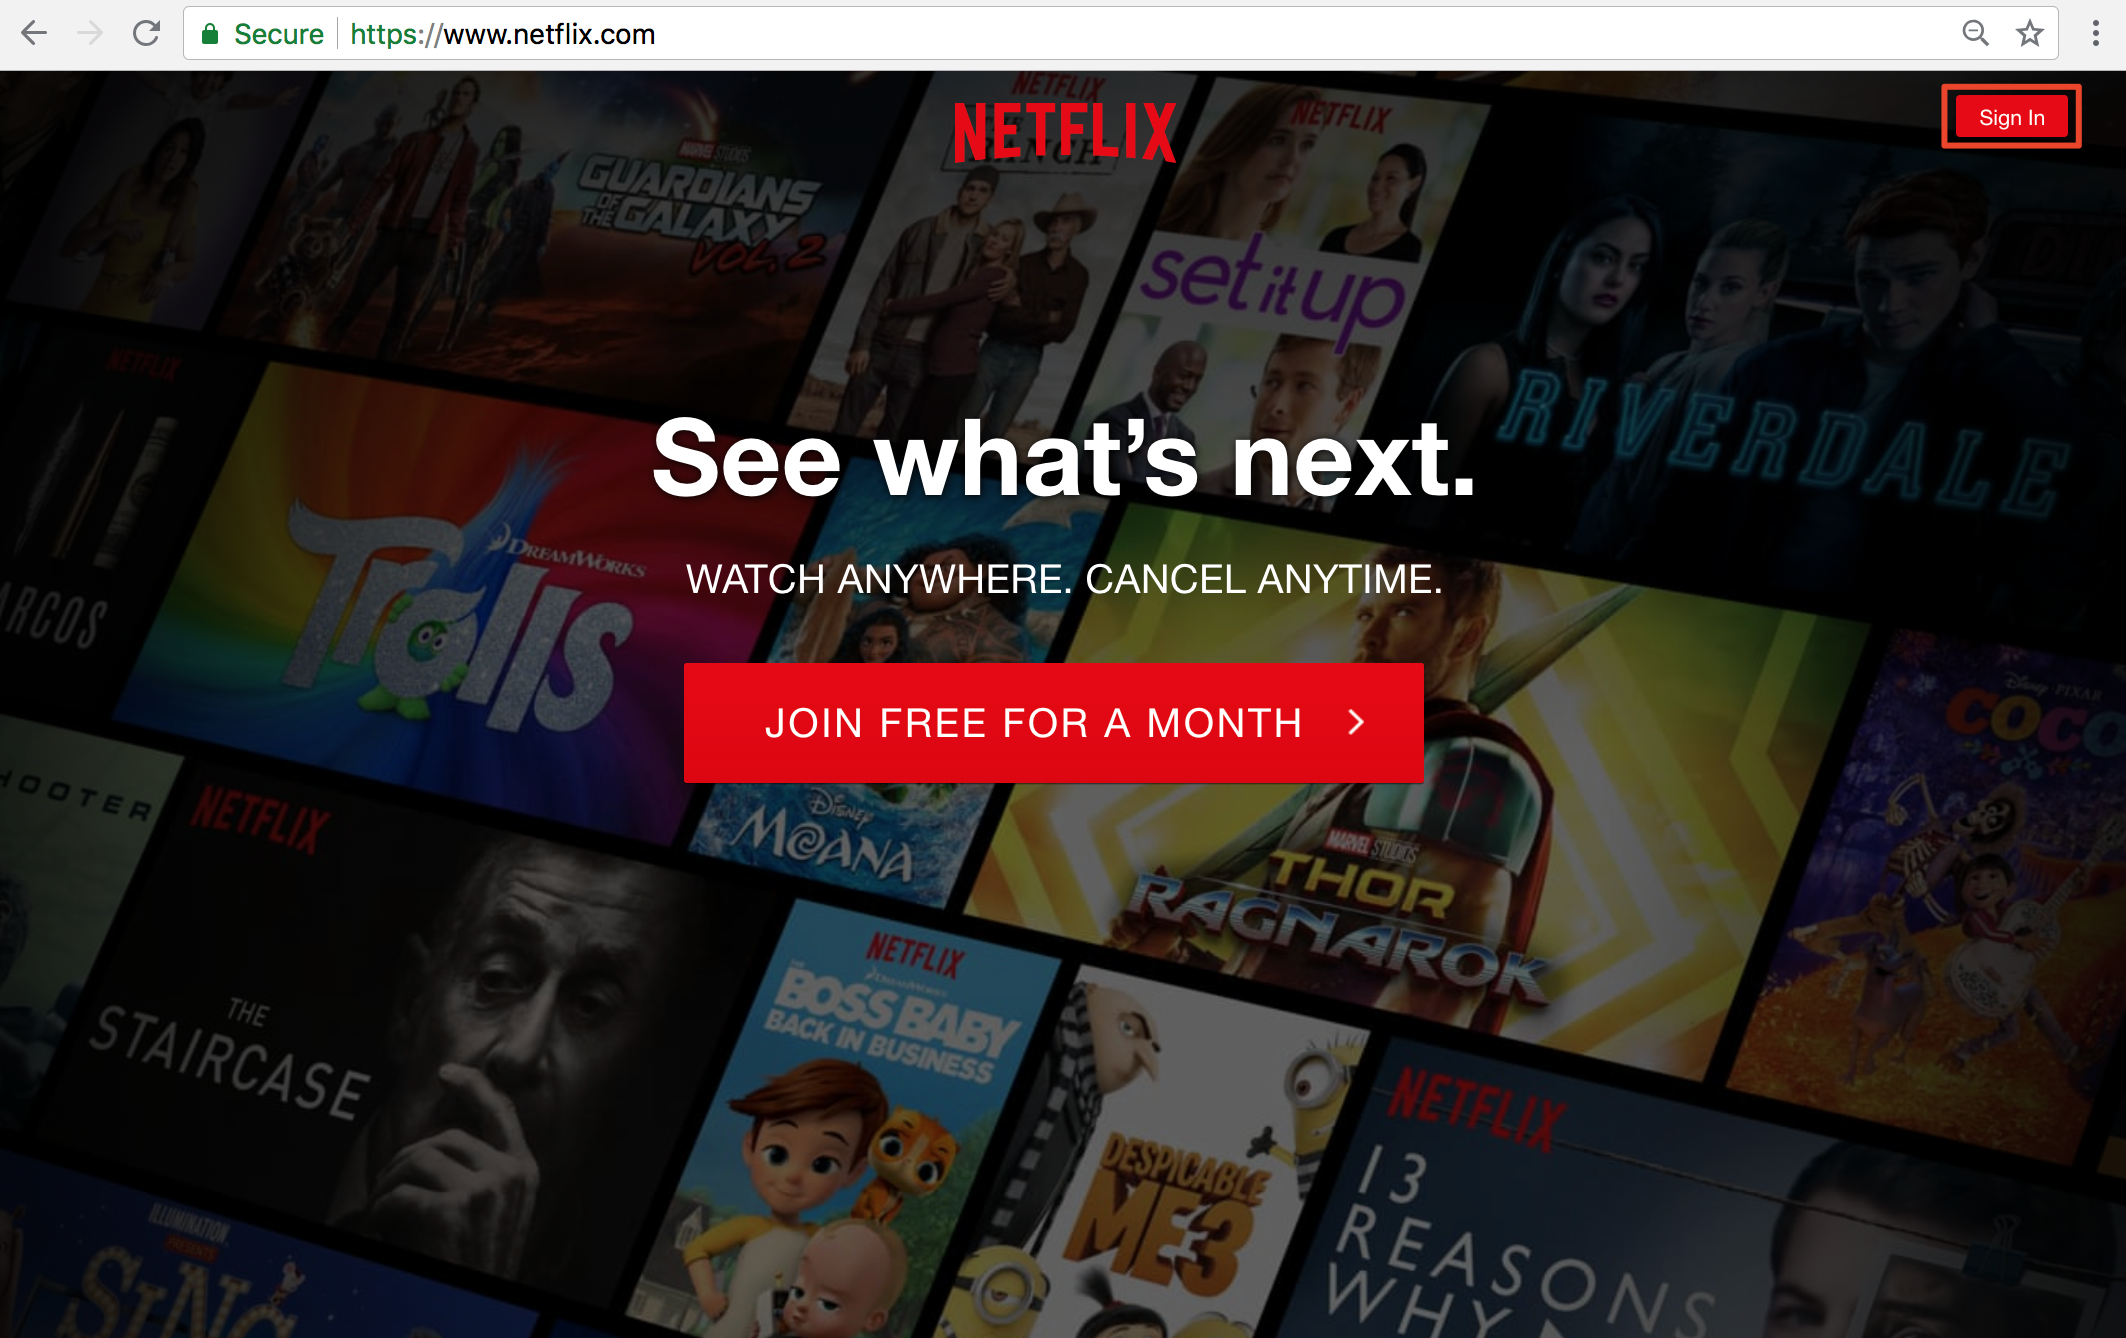 Secure
https://www.netflix.com
NETFLIX
Sign In
NETFLIX
THE
RANCH
NETFLIX
set it up
MARVEL STUDIOS
GUARDIANS
OF
THE GALAXY
VOL. 2
RIVERDALE
NETFLIX
See what’s next.
WATCH ANYWHERE. CANCEL ANYTIME.
JOIN FREE FOR A MONTH
DREAMWORKS
Trolls
ARCOS
HOOTER
Disney
MOANA
MARVEL STUDIOS
THOR
RAGNAROK
Disney · PIXAR
COCO
NETFLIX
THE
STAIRCASE
NETFLIX
DREAMWORKS
THE
BOSS BABY
BACK IN BUSINESS
DESPICABLE
ME 3
NETFLIX
13
REASONS
WHY
ILLUMINATION
PRESENTS
SING